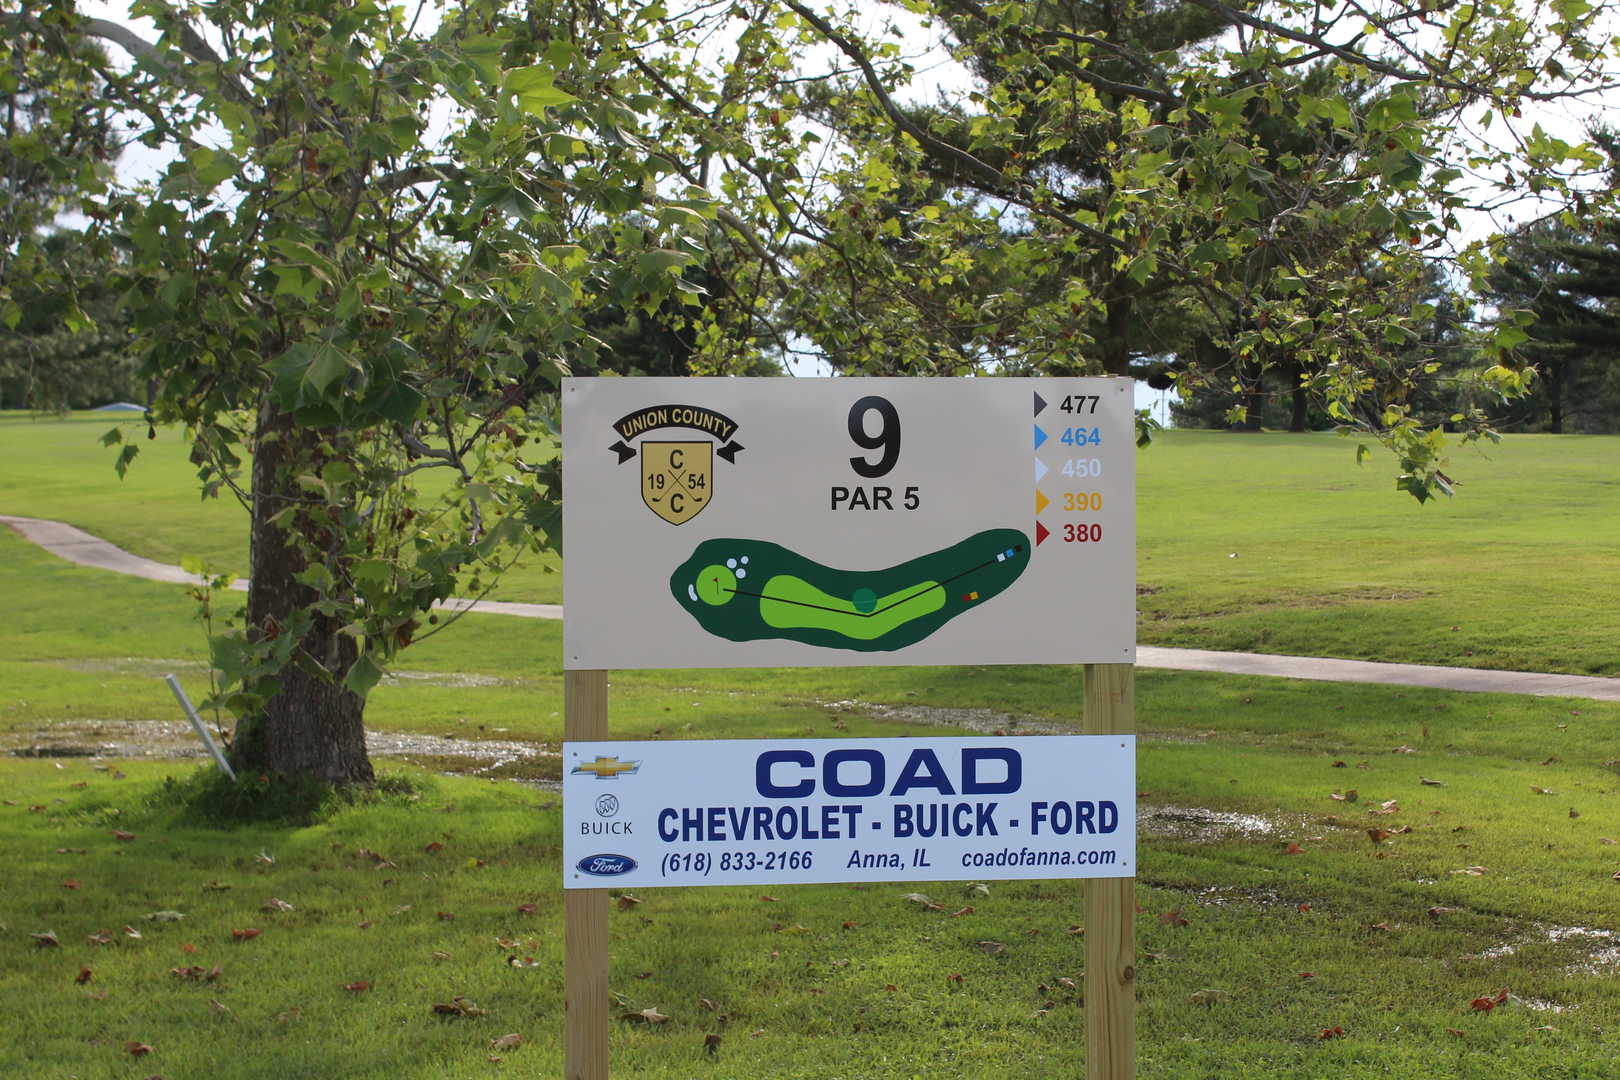 UNION COUNTY
C
19 54
C
9
PAR 5
477
464
450
390
380
COAD
CHEVROLET - BUICK - FORD
(618) 833-2166 Anna, IL coadofanna.com
BUICK
Ford